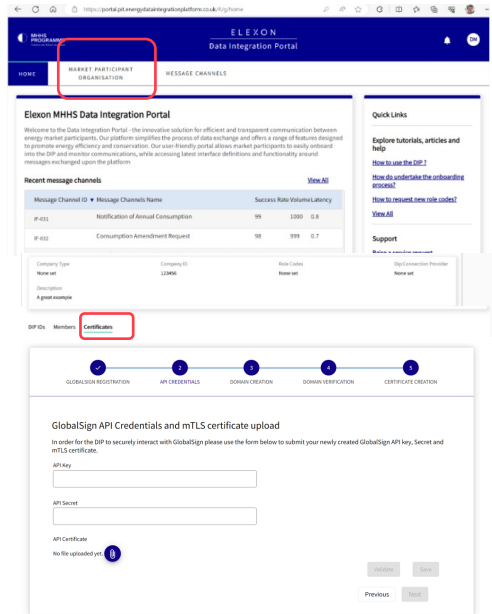 https://portal.pit.energydataintegrationplatform.co.uk/#/g/home
MHHS
PROGRAMME
ELEXON
Data Integration Portal
DM
HOME
MARKET PARTICIPANT
ORGANISATION
MESSAGE CHANNELS
Elexon MHHS Data Integration Portal
Welcome to the Data Integration Portal - the innovative solution for efficient and transparent communication between
energy market participants. Our platform simplifies the process of data exchange and offers a range of features designed
to promote energy efficiency and conservation. Our user-friendly portal allows market participants to easily onboard
into the DIP and monitor communications, while accessing latest interface definitions and functionality around
messages exchanged upon the platform
Recent message channels
View All
Message Channel ID ▼ Message Channels Name Success Rate Volume Latency
IF-031 Notification of Annual Consumption 99 1000 0.8
IF-032 Consumption Amendment Request 98 999 0.7
Quick Links
Explore tutorials, articles and
help
How to use the DIP ?
How do undertake the onboarding
process?
How to request new role codes?
View All
Support
Raise a service request
Company Type Company ID Role Codes Dip Connection Provider
None set 123456 None set None set
Description
A great example
DIP IDs Members Certificates
2 3 4 5
GLOBALSIGN REGISTRATION API CREDENTIALS DOMAIN CREATION DOMAIN VERIFICATION CERTIFICATE CREATION
GlobalSign API Credentials and mTLS certificate upload
In order for the DIP to securely interact with GlobalSign please use the form below to submit your newly created GlobalSign API key, Secret and
mTLS certificate.
API Key
API Secret
API Certificate
No file uploaded yet.
Validate Save
Previous Next